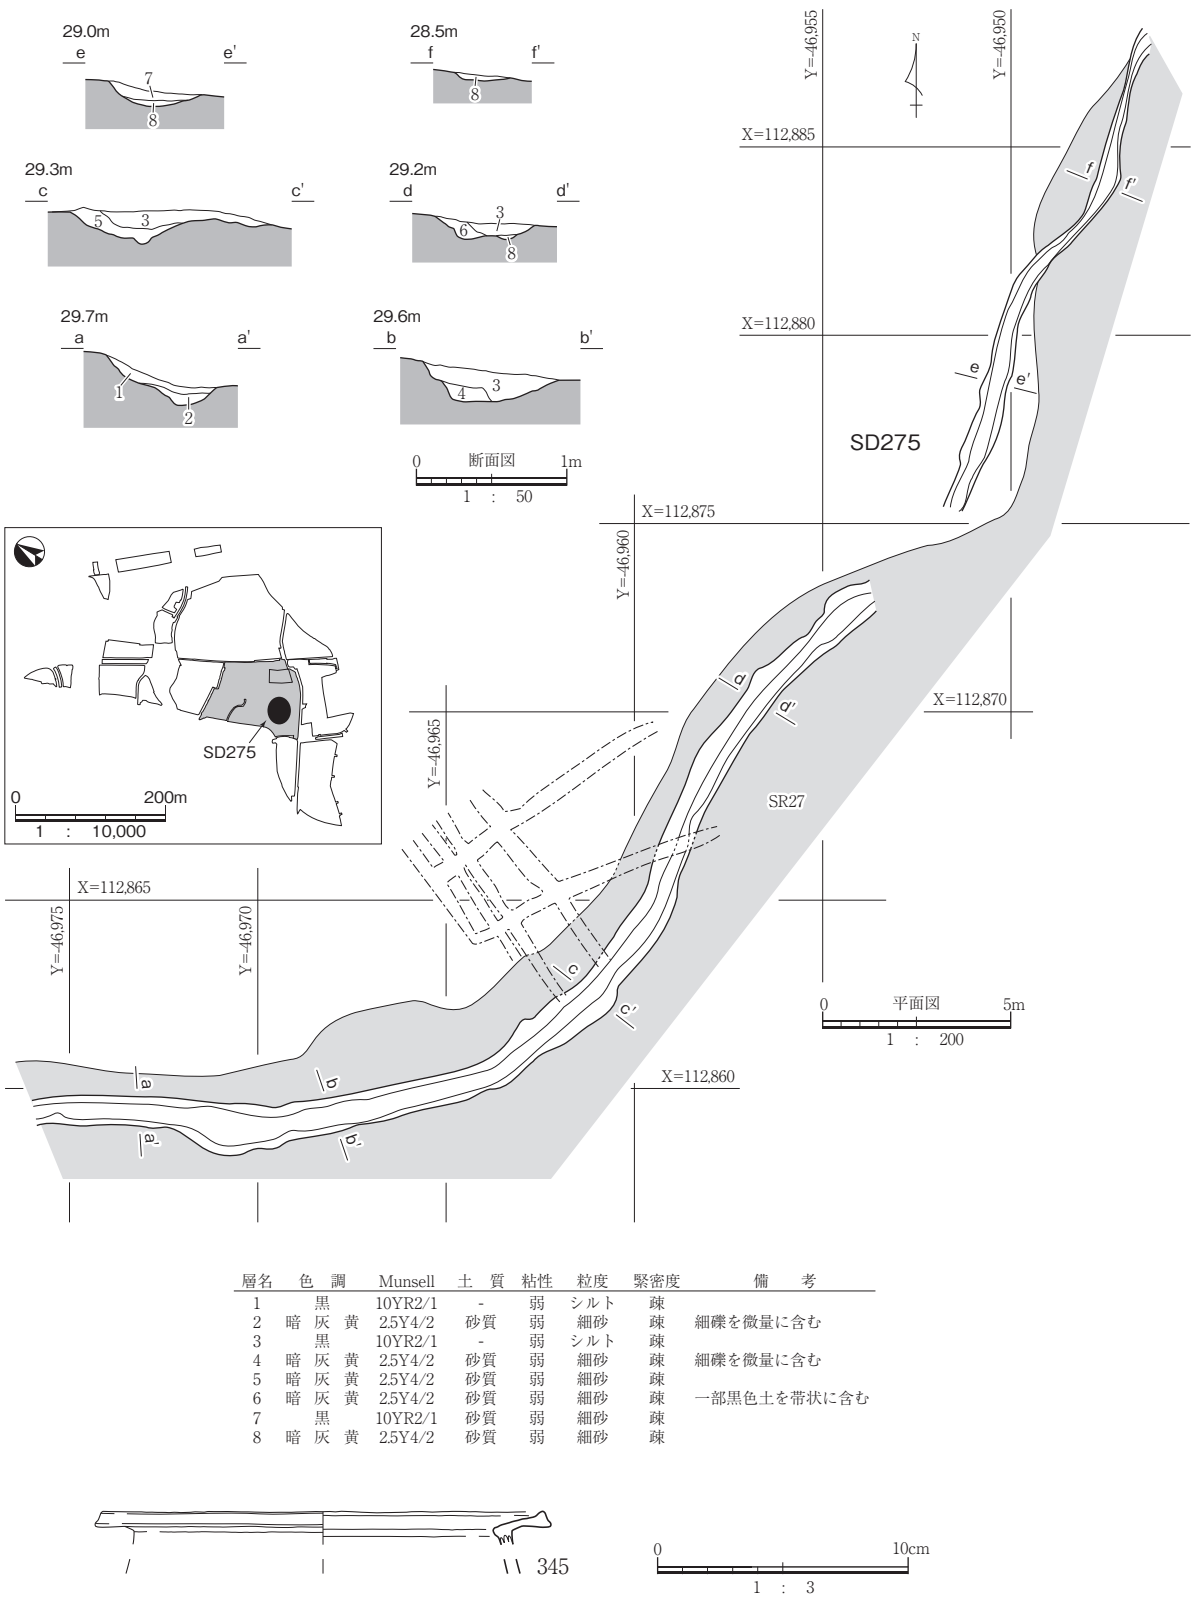 29.0m
e e'
7
8
28.5m
f f'
8
29.3m
c c'
5 3
29.2m
d d'
3
6
8
29.7m
a a'
1
2
29.6m
b b'
3
4
0 断面図 1m
1 : 50
SD275
0 200m
1 : 10,000
N
Y=-46,955
Y=-46,950
X=112,885
f
f'
X=112,880
e
e'
SD275
X=112,875
Y=-46,960
d
d'
X=112,870
Y=-46,965
SR27
X=112,865
Y=-46,975
Y=-46,970
c
c'
0 平面図 5m
1 : 200
X=112,860
a
b
a'
b'
層名 色 調 Munsell 土 質 粘性 粒度 緊密度 備 考
1 黒 10YR2/1 - 弱 シルト 疎
2 暗 灰 黄 2.5Y4/2 砂質 弱 細砂 疎 細礫を微量に含む
3 黒 10YR2/1 - 弱 シルト 疎
4 暗 灰 黄 2.5Y4/2 砂質 弱 細砂 疎 細礫を微量に含む
5 暗 灰 黄 2.5Y4/2 砂質 弱 細砂 疎
6 暗 灰 黄 2.5Y4/2 砂質 弱 細砂 疎 一部黒色土を帯状に含む
7 黒 10YR2/1 砂質 弱 細砂 疎
8 暗 灰 黄 2.5Y4/2 砂質 弱 細砂 疎
345
0 10cm
1 : 3